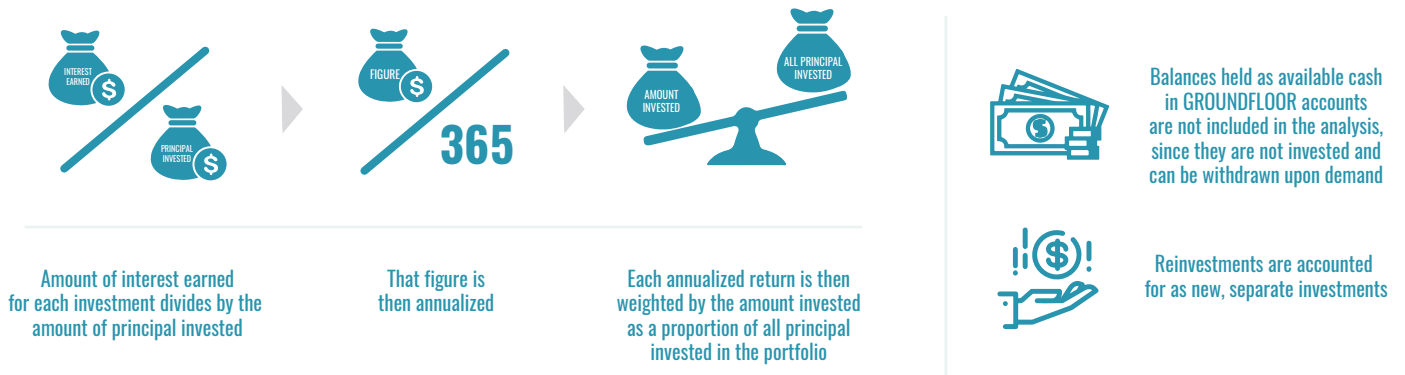 INTEREST
EARNED
$
PRINCIPAL
INVESTED
$
FIGURE
$
365
AMOUNT
INVESTED
ALL PRINCIPAL
INVESTED
Amount of interest earned
for each investment divides by the
amount of principal invested
That figure is
then annualized
Each annualized return is then
weighted by the amount invested
as a proportion of all principal
invested in the portfolio
$
Balances held as available cash
in GROUNDFLOOR accounts
are not included in the analysis,
since they are not invested and
can be withdrawn upon demand
$
Reinvestments are accounted
for as new, separate investments